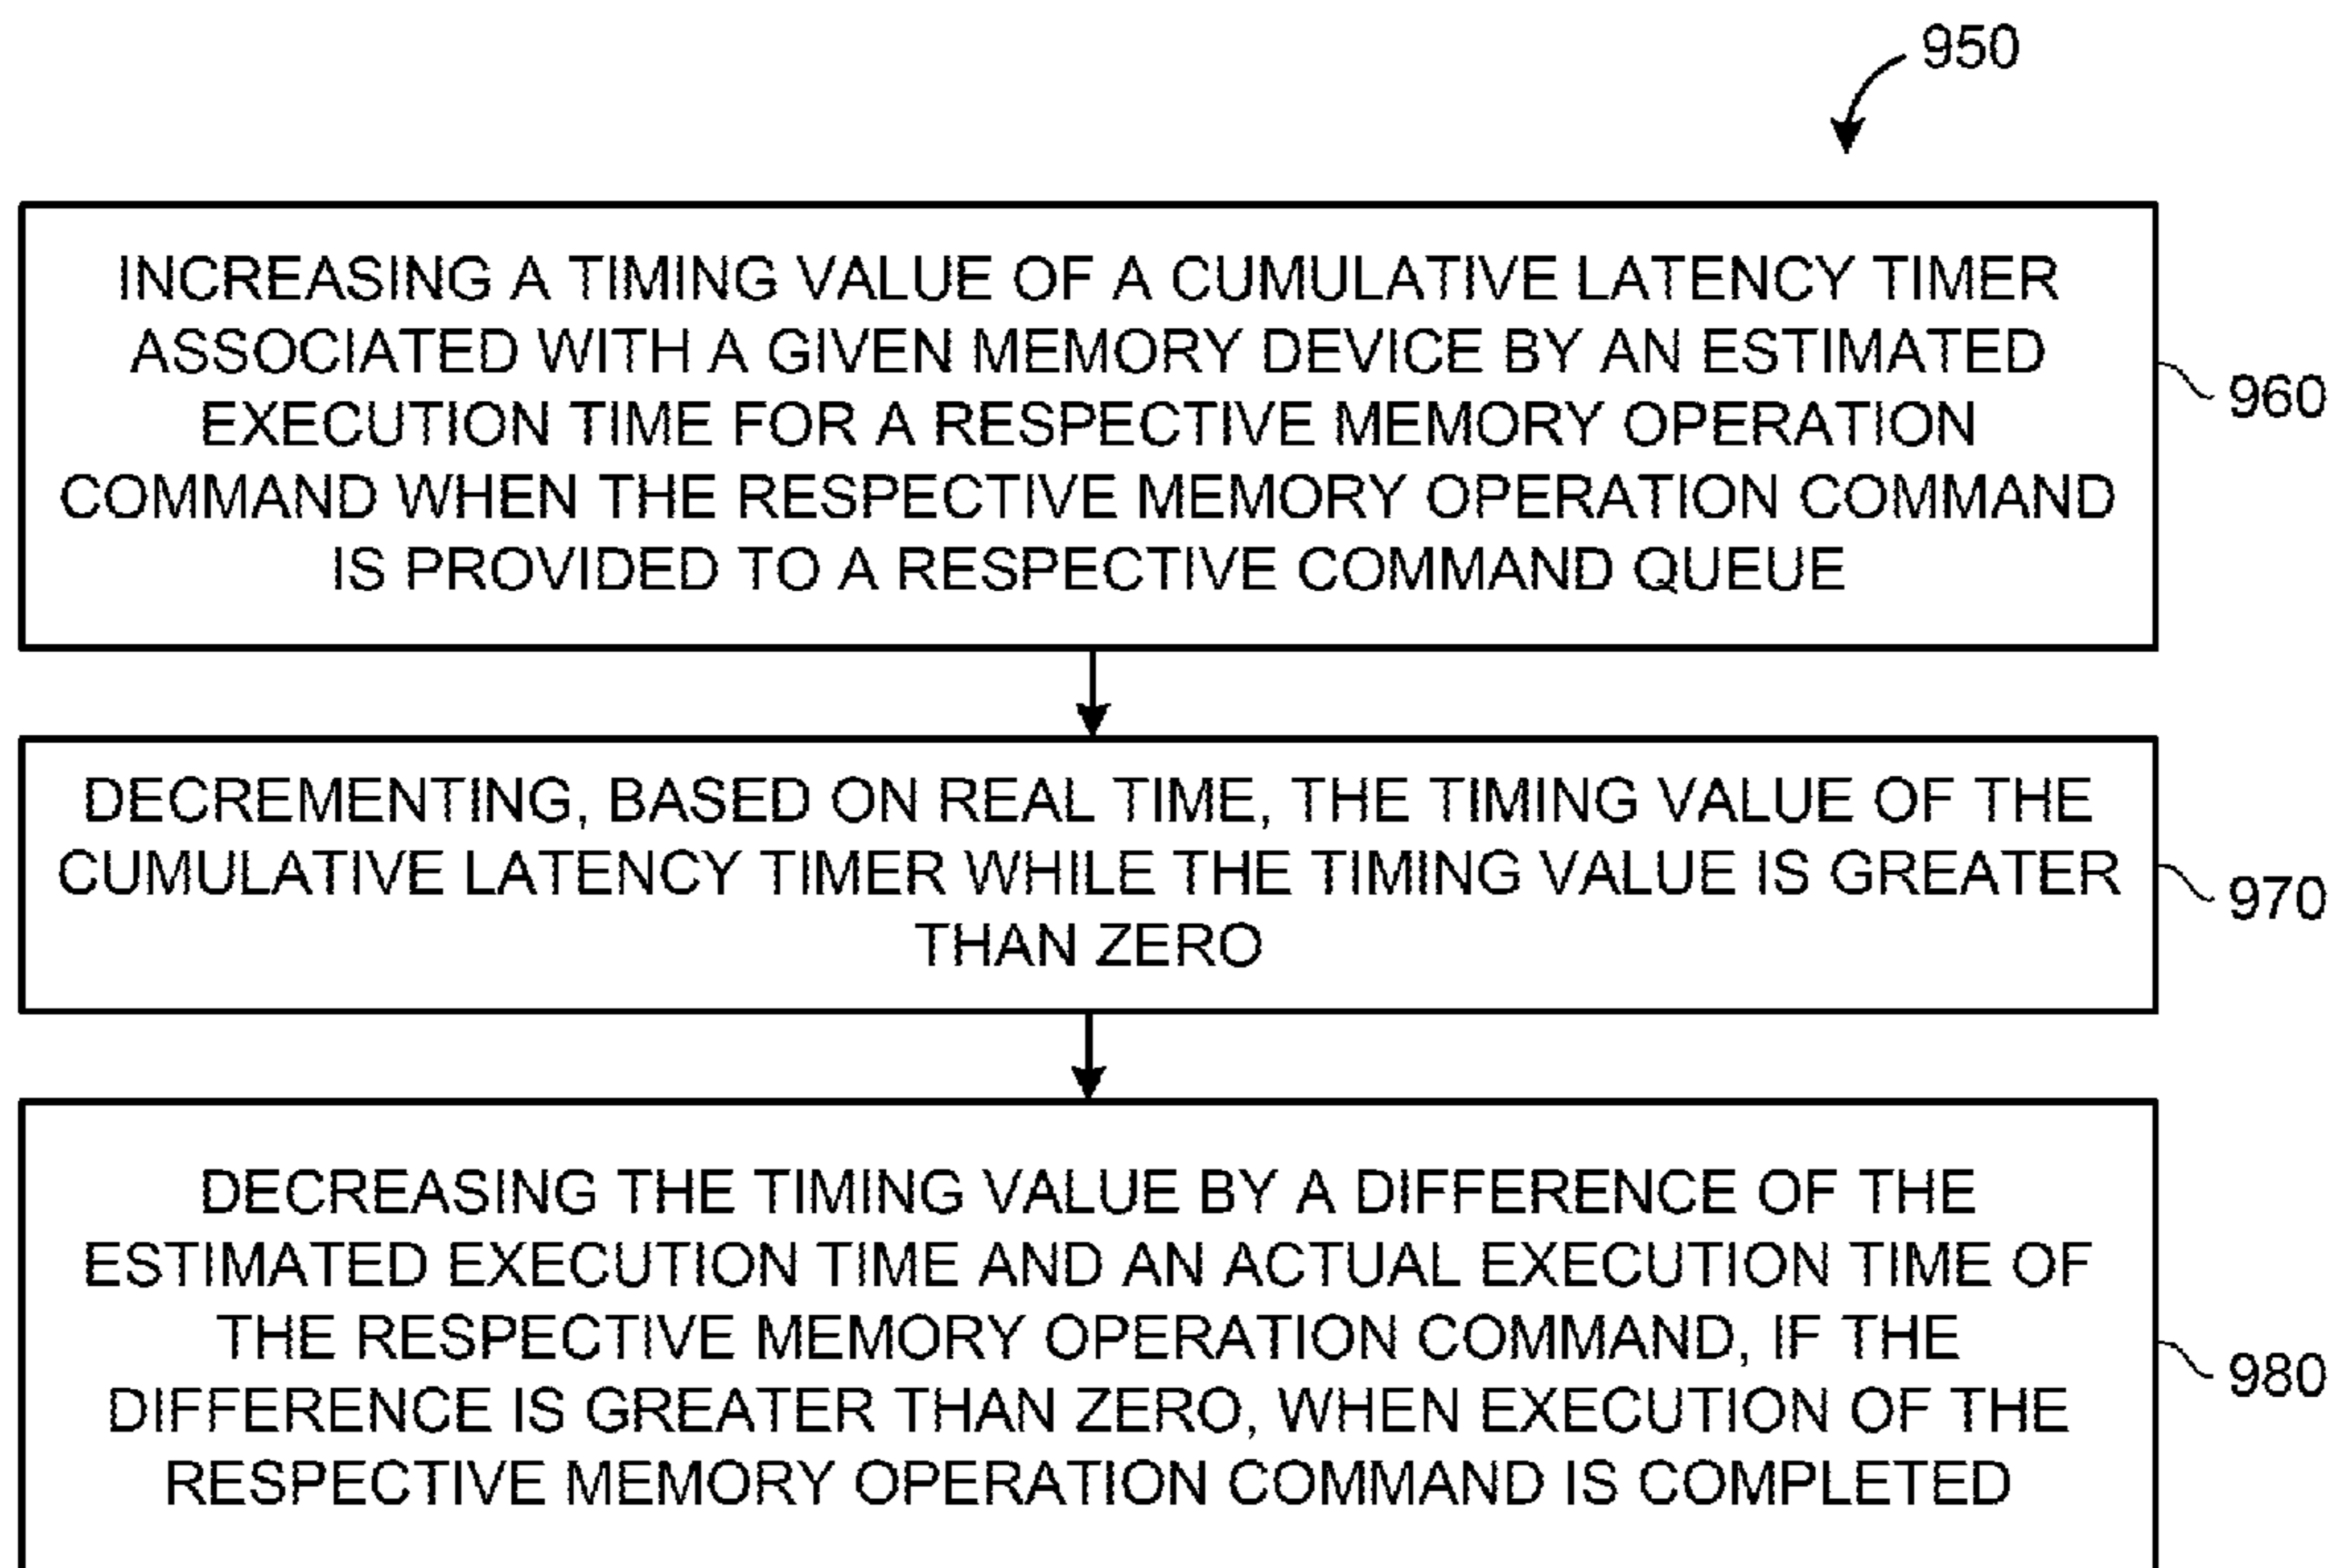 950
INCREASING A TIMING VALUE OF A CUMULATIVE LATENCY TIMER
ASSOCIATED WITH A GIVEN MEMORY DEVICE BY AN ESTIMATED
EXECUTION TIME FOR A RESPECTIVE MEMORY OPERATION
COMMAND WHEN THE RESPECTIVE MEMORY OPERATION COMMAND
IS PROVIDED TO A RESPECTIVE COMMAND QUEUE
960
DECREMENTING, BASED ON REAL TIME, THE TIMING VALUE OF THE
CUMULATIVE LATENCY TIMER WHILE THE TIMING VALUE IS GREATER
THAN ZERO
970
DECREASING THE TIMING VALUE BY A DIFFERENCE OF THE
ESTIMATED EXECUTION TIME AND AN ACTUAL EXECUTION TIME OF
THE RESPECTIVE MEMORY OPERATION COMMAND, IF THE
DIFFERENCE IS GREATER THAN ZERO, WHEN EXECUTION OF THE
RESPECTIVE MEMORY OPERATION COMMAND IS COMPLETED
980